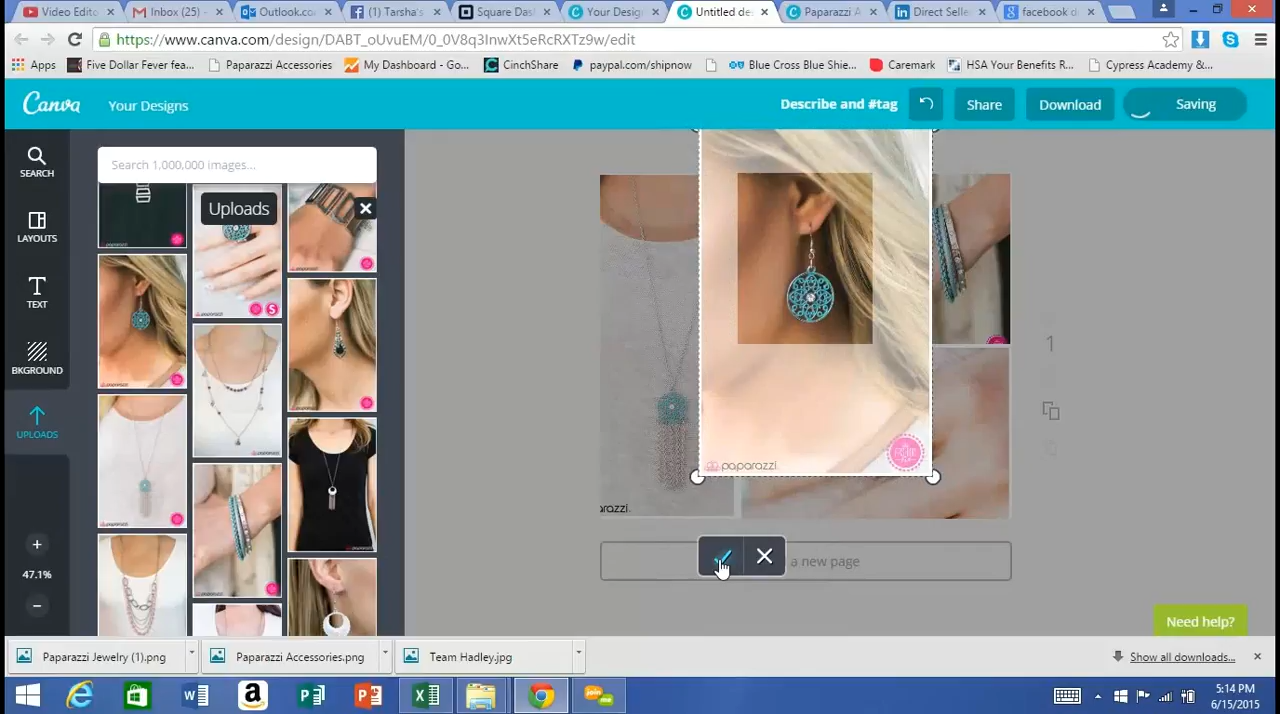 Video Edito
Inbox (25) -
Outlook.co
(1) Tarsha's
Square Das
Your Desig
Untitled de
Paparazzi A
Direct Selle
facebook d
https://www.canva.com/design/DABT_oUvuEM/0_0V8q3InwXt5eRcRXTz9w/edit
Apps
Five Dollar Fever fea...
Paparazzi Accessories
My Dashboard - Go...
CinchShare
paypal.com/shipnow
Blue Cross Blue Shie...
Caremark
HSA Your Benefits R...
Cypress Academy &...
Canva
Your Designs
Describe and #tag
Share
Download
Saving
SEARCH
LAYOUTS
TEXT
BKGROUND
UPLOADS
47.1%
Search 1,000,000 images...
Uploads
S
paparazzi
arazzi
1
a new page
Need help?
Paparazzi Jewelry (1).png
Paparazzi Accessories.png
Team Hadley.jpg
Show all downloads...
join
me
5:14 PM
6/15/2015